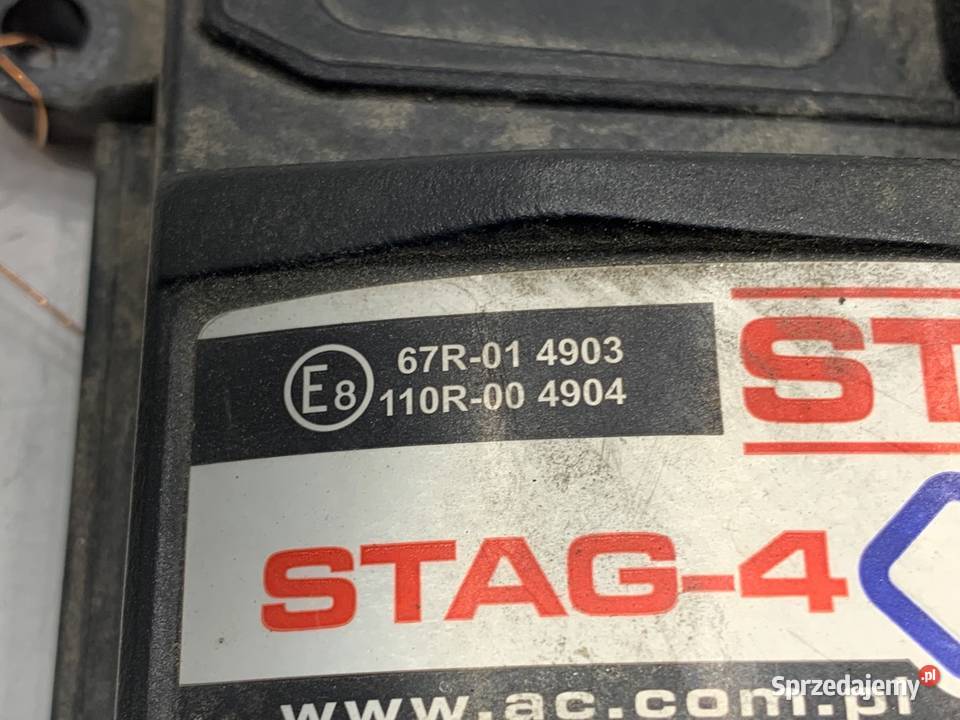 E8 67R-01 4903
110R-00 4904
STAG-4
www.ac.com.pl
Sprzedajemy.pl